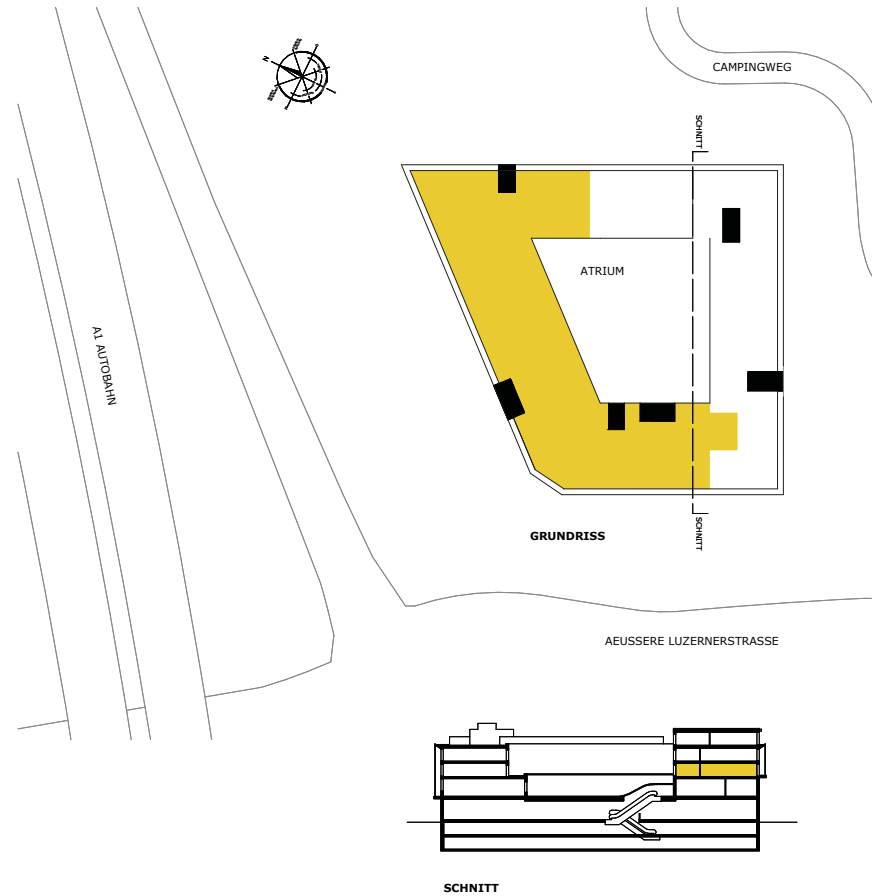 CAMPINGWEG
N
SCHNITT
ATRIUM
A1 AUTOBAHN
GRUNDRISS
SCHNITT
AEUSSERE LUZERNERSTRASSE
SCHNITT